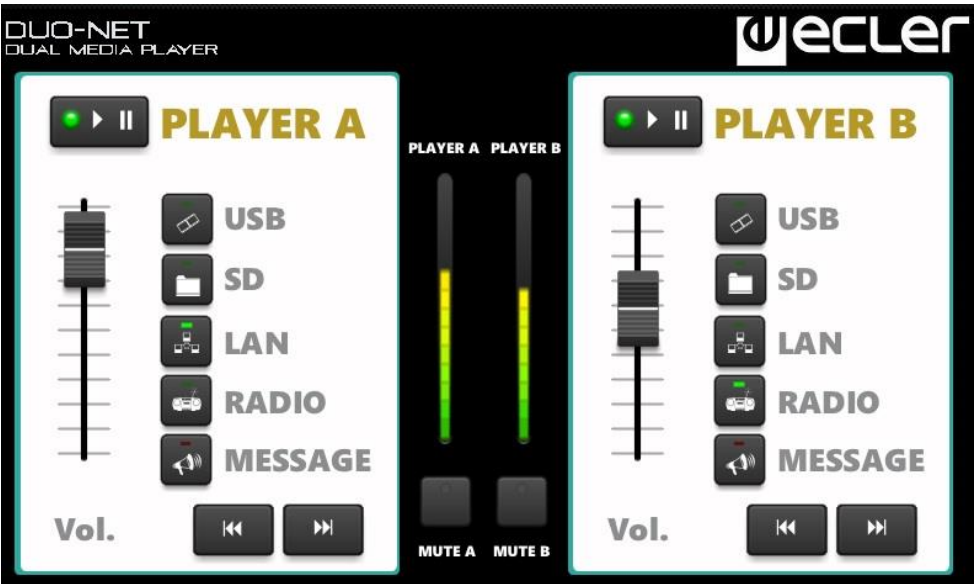 DUO-NET
DUAL MEDIA PLAYER
wecler
PLAYER A
USB
SD
LAN
RADIO
MESSAGE
Vol.
PLAYER A PLAYER B
MUTE A MUTE B
PLAYER B
USB
SD
LAN
RADIO
MESSAGE
Vol.